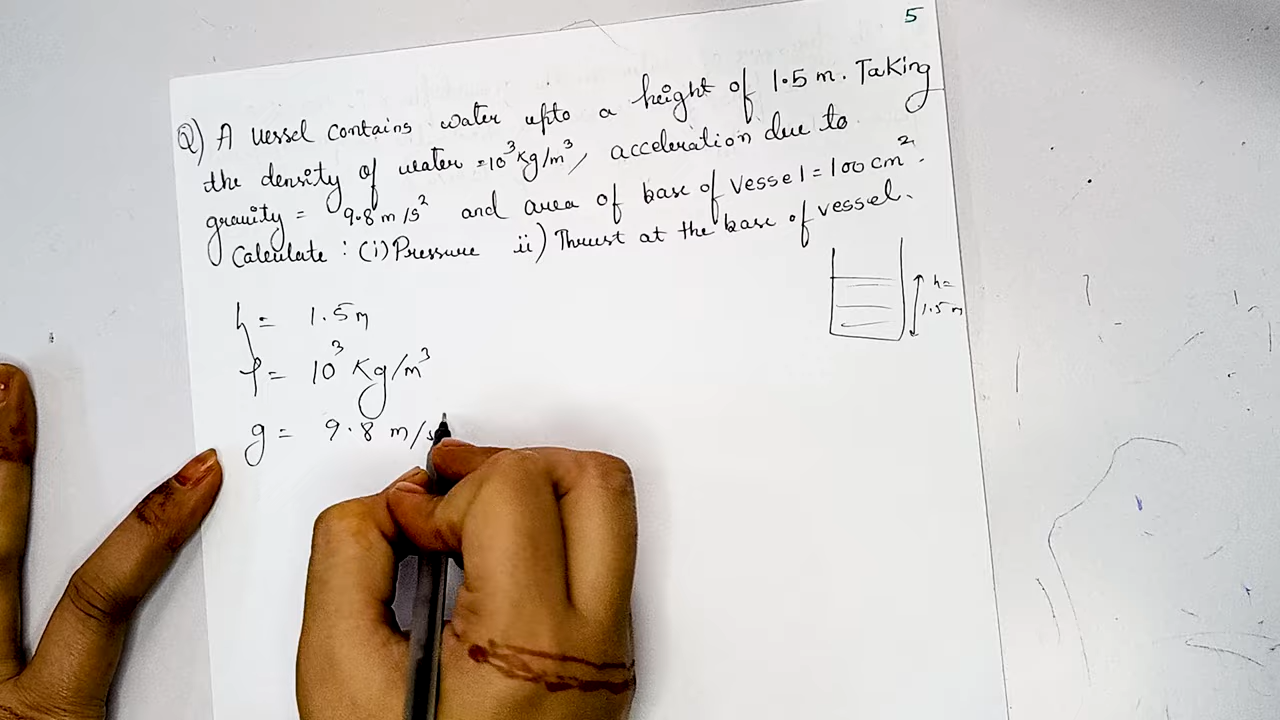 5
Q) A vessel contains water upto a height of 1.5 m. Taking
the density of water =10³ Kg/m³, acceleration due to
gravity = 9.8 m/s² and area of base of vessel = 100 cm².
Calculate : (i) Pressure ii) Thrust at the base of vessel.
h =
1.5 m
h = 1.5m
ρ = 10³ Kg/m³
g = 9.8 m/s